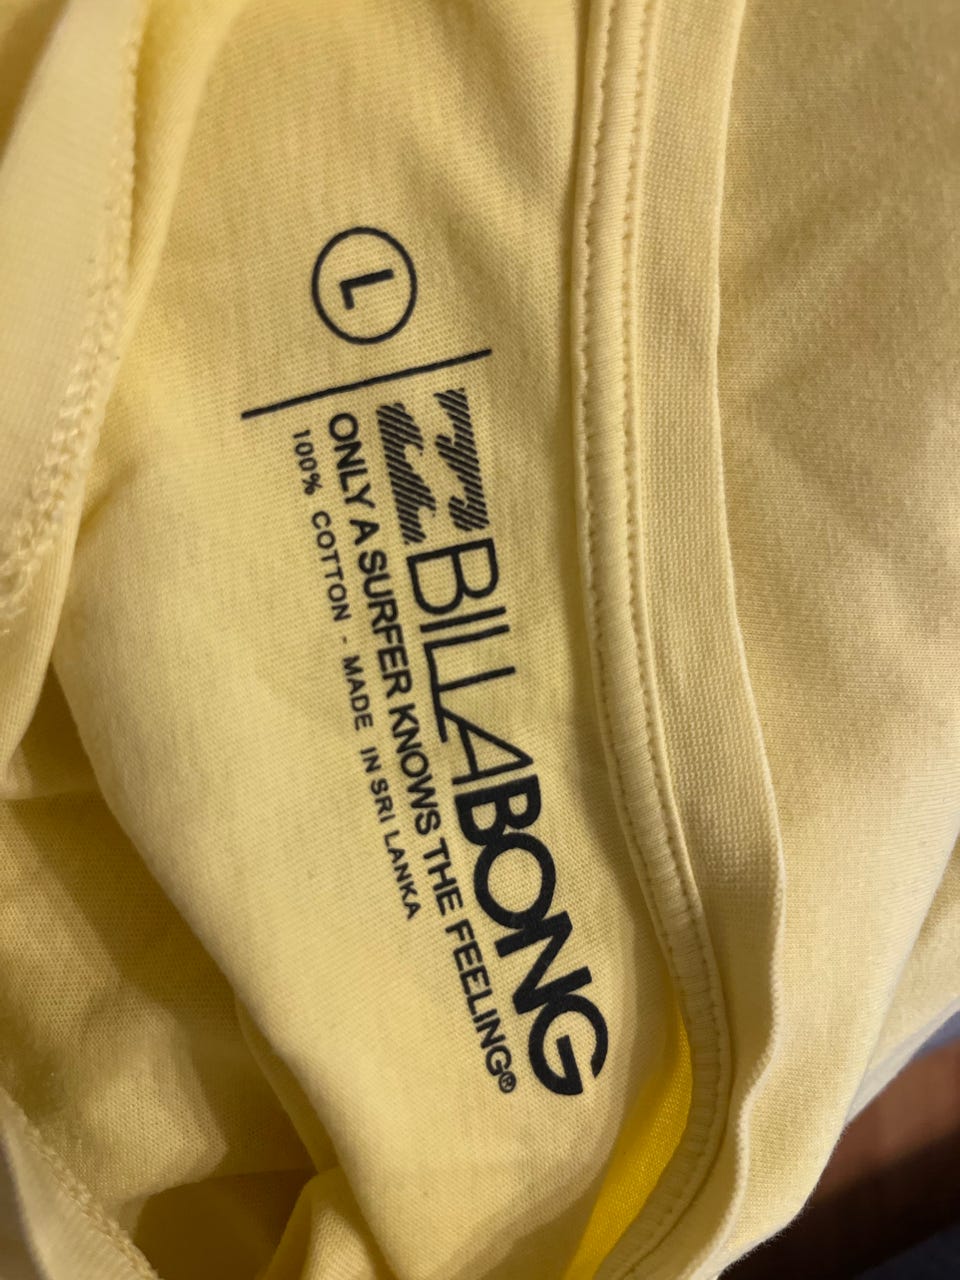 L
BILLABONG
ONLY A SURFER KNOWS THE FEELING®
100% COTTON - MADE IN SRI LANKA